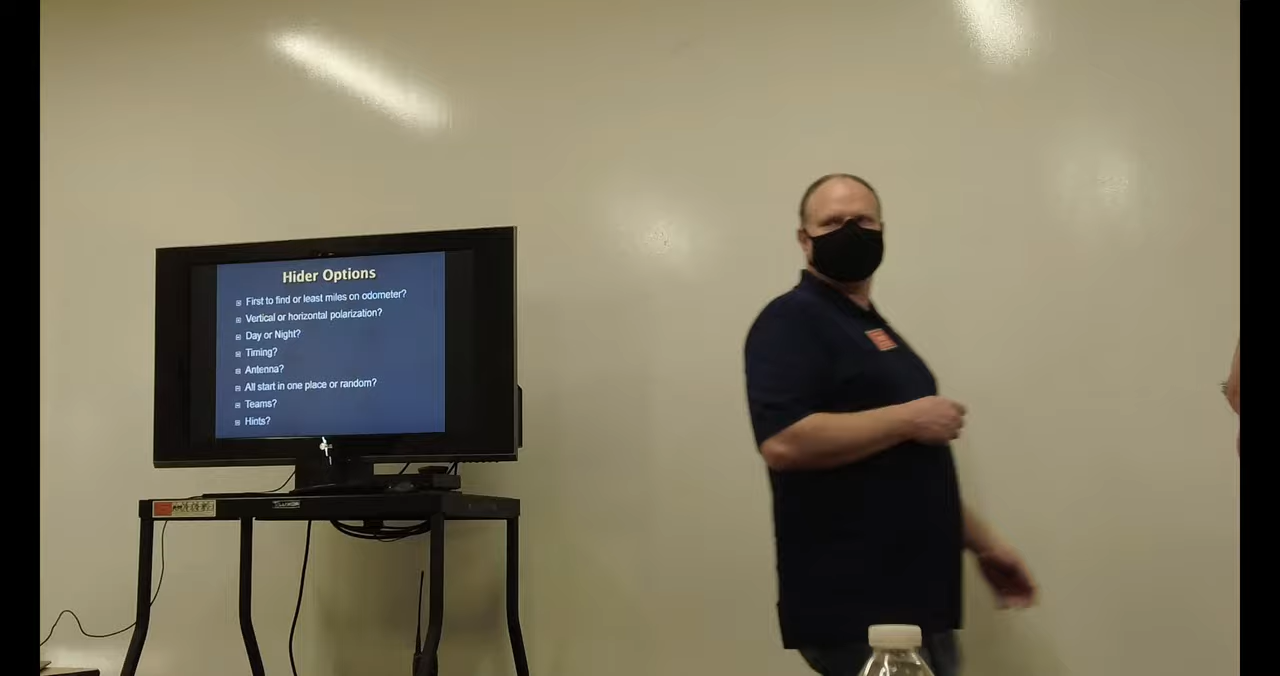 Hider Options
First to find or least miles on odometer?
Vertical or horizontal polarization?
Day or Night?
Timing?
Antenna?
All start in one place or random?
Teams?
Hints?